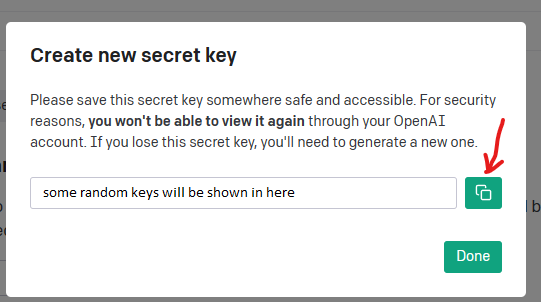 Create new secret key
Please save this secret key somewhere safe and accessible. For security
reasons, you won't be able to view it again through your OpenAI
account. If you lose this secret key, you'll need to generate a new one.
some random keys will be shown in here
Done